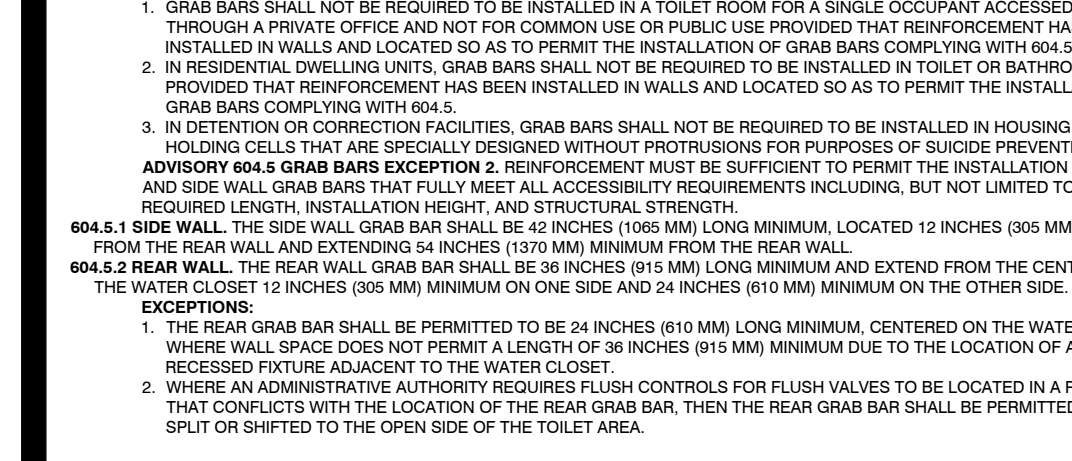 1. GRAB BARS SHALL NOT BE REQUIRED TO BE INSTALLED IN A TOILET ROOM FOR A SINGLE OCCUPANT ACCESSED
THROUGH A PRIVATE OFFICE AND NOT FOR COMMON USE OR PUBLIC USE PROVIDED THAT REINFORCEMENT HAS
INSTALLED IN WALLS AND LOCATED SO AS TO PERMIT THE INSTALLATION OF GRAB BARS COMPLYING WITH 604.5
2. IN RESIDENTIAL DWELLING UNITS, GRAB BARS SHALL NOT BE REQUIRED TO BE INSTALLED IN TOILET OR BATHRO
PROVIDED THAT REINFORCEMENT HAS BEEN INSTALLED IN WALLS AND LOCATED SO AS TO PERMIT THE INSTALL
GRAB BARS COMPLYING WITH 604.5.
3. IN DETENTION OR CORRECTION FACILITIES, GRAB BARS SHALL NOT BE REQUIRED TO BE INSTALLED IN HOUSING
HOLDING CELLS THAT ARE SPECIALLY DESIGNED WITHOUT PROTRUSIONS FOR PURPOSES OF SUICIDE PREVENTI
ADVISORY 604.5 GRAB BARS EXCEPTION 2. REINFORCEMENT MUST BE SUFFICIENT TO PERMIT THE INSTALLATION
AND SIDE WALL GRAB BARS THAT FULLY MEET ALL ACCESSIBILITY REQUIREMENTS INCLUDING, BUT NOT LIMITED TO
REQUIRED LENGTH, INSTALLATION HEIGHT, AND STRUCTURAL STRENGTH.
604.5.1 SIDE WALL. THE SIDE WALL GRAB BAR SHALL BE 42 INCHES (1065 MM) LONG MINIMUM, LOCATED 12 INCHES (305 MM
FROM THE REAR WALL AND EXTENDING 54 INCHES (1370 MM) MINIMUM FROM THE REAR WALL.
604.5.2 REAR WALL. THE REAR WALL GRAB BAR SHALL BE 36 INCHES (915 MM) LONG MINIMUM AND EXTEND FROM THE CENT
THE WATER CLOSET 12 INCHES (305 MM) MINIMUM ON ONE SIDE AND 24 INCHES (610 MM) MINIMUM ON THE OTHER SIDE.
EXCEPTIONS:
1. THE REAR GRAB BAR SHALL BE PERMITTED TO BE 24 INCHES (610 MM) LONG MINIMUM, CENTERED ON THE WATE
WHERE WALL SPACE DOES NOT PERMIT A LENGTH OF 36 INCHES (915 MM) MINIMUM DUE TO THE LOCATION OF A
RECESSED FIXTURE ADJACENT TO THE WATER CLOSET.
2. WHERE AN ADMINISTRATIVE AUTHORITY REQUIRES FLUSH CONTROLS FOR FLUSH VALVES TO BE LOCATED IN A P
THAT CONFLICTS WITH THE LOCATION OF THE REAR GRAB BAR, THEN THE REAR GRAB BAR SHALL BE PERMITTED
SPLIT OR SHIFTED TO THE OPEN SIDE OF THE TOILET AREA.